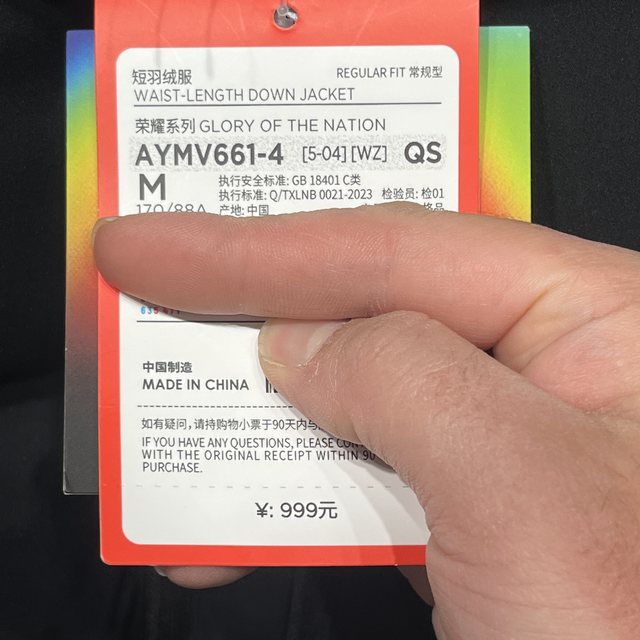 短羽绒服 REGULAR FIT 常规型
WAIST-LENGTH DOWN JACKET
荣耀系列 GLORY OF THE NATION
AYMV661-4 [5-04] [WZ] QS
M 执行安全标准: GB 18401 C类
执行标准: Q/TXLNB 0021-2023 检验员: 检01
170/88A 产地: 中国
中国制造
MADE IN CHINA
如有疑问，请持购物小票于90天内与
IF YOU HAVE ANY QUESTIONS, PLEASE
WITH THE ORIGINAL RECEIPT WITHIN 90
PURCHASE.
¥: 999元